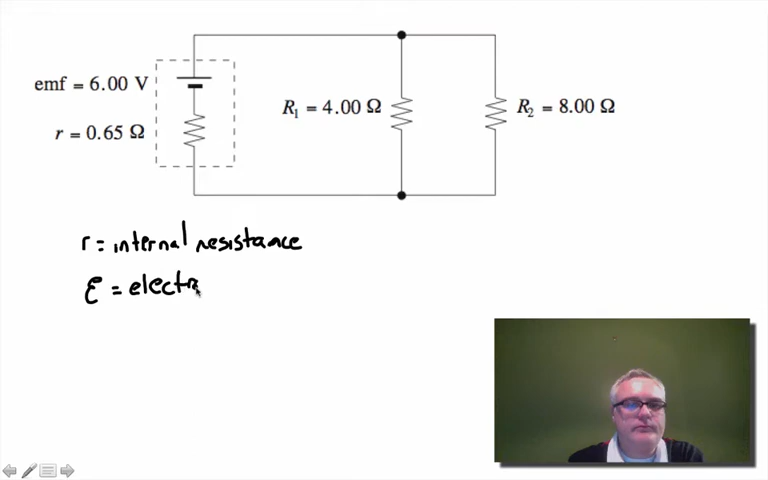 emf = 6.00 V
r = 0.65 Ω
R₁ = 4.00 Ω
R₂ = 8.00 Ω
r = internal resistance
ℰ = electr